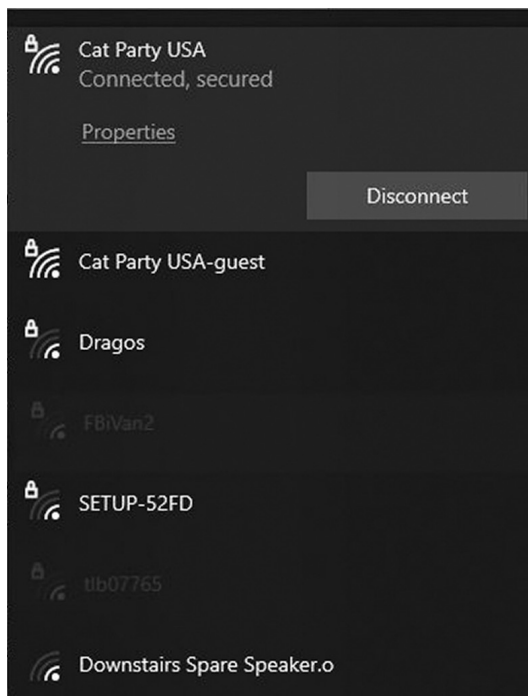 Cat Party USA
Connected, secured
Properties
Disconnect
Cat Party USA-guest
Dragos
FBiVan2
SETUP-52FD
tlb07765
Downstairs Spare Speaker.o